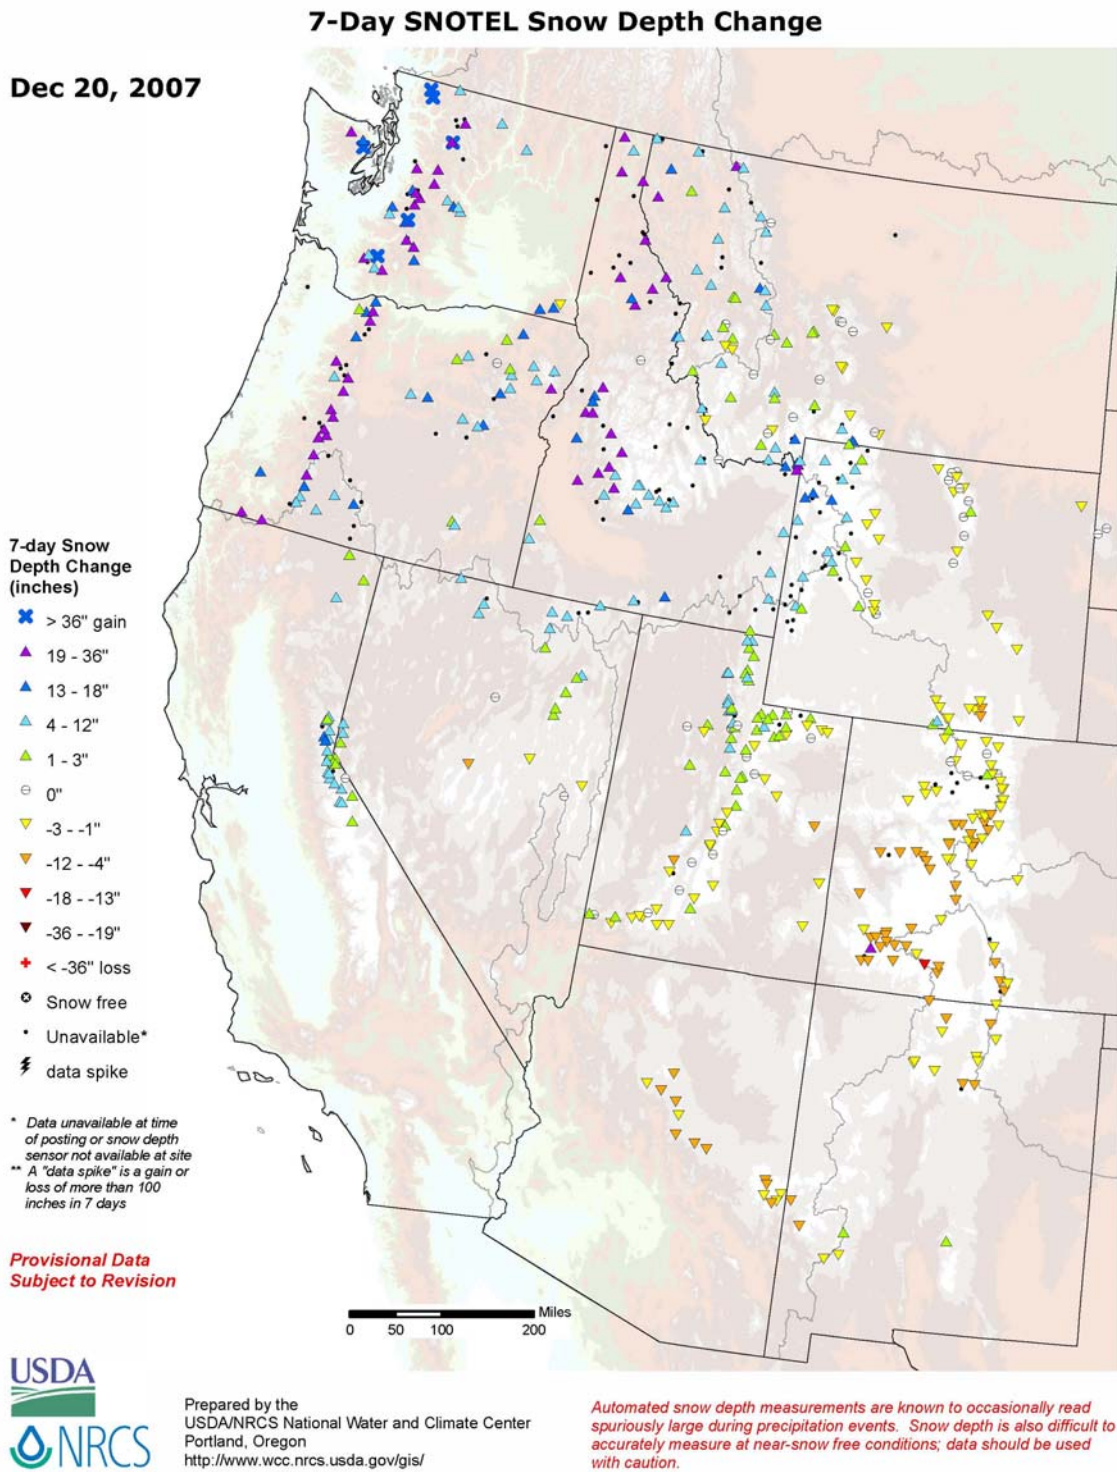 7-Day SNOTEL Snow Depth Change
Dec 20, 2007
7-day Snow
Depth Change
(inches)
> 36" gain
19 - 36"
13 - 18"
4 - 12"
1 - 3"
0"
-3 - -1"
-12 - -4"
-18 - -13"
-36 - -19"
< -36" loss
Snow free
Unavailable*
data spike
* Data unavailable at time
of posting or snow depth
sensor not available at site
** A "data spike" is a gain or
loss of more than 100
inches in 7 days
Provisional Data
Subject to Revision
Miles
0 50 100 200
USDA
NRCS
Prepared by the
USDA/NRCS National Water and Climate Center
Portland, Oregon
http://www.wcc.nrcs.usda.gov/gis/
Automated snow depth measurements are known to occasionally read
spuriously large during precipitation events. Snow depth is also difficult to
accurately measure at near-snow free conditions; data should be used
with caution.